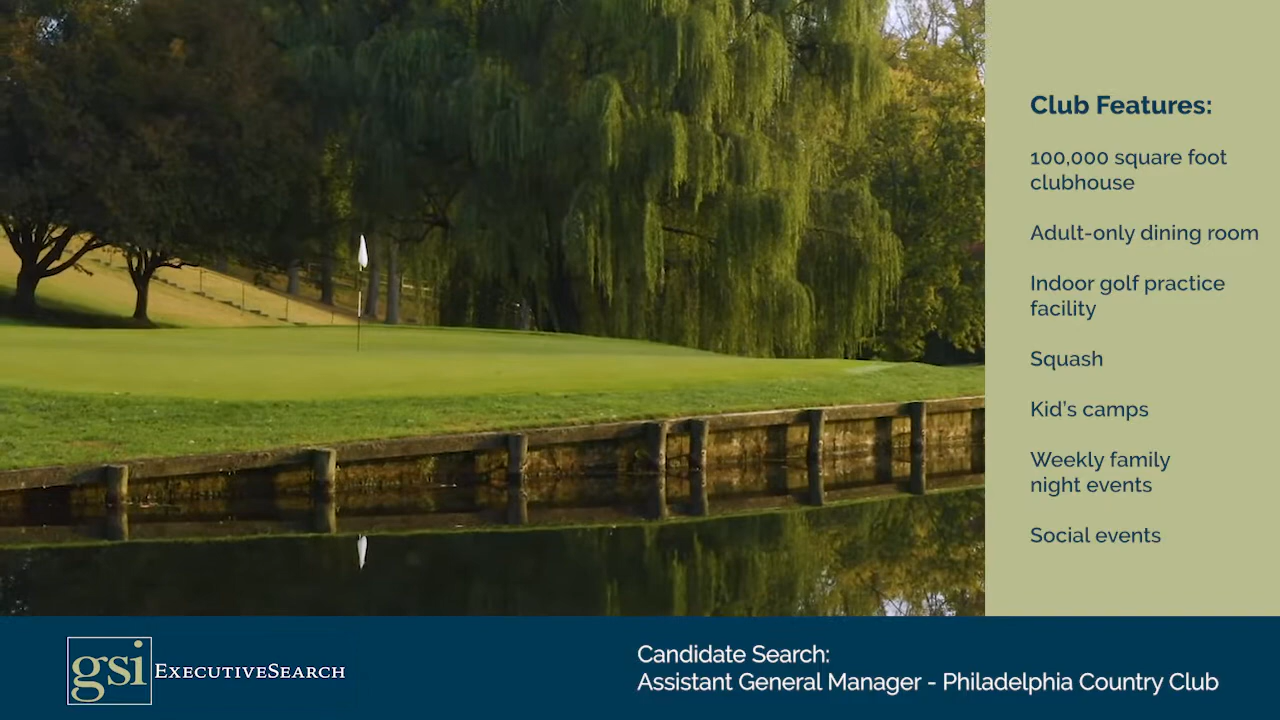 Club Features:
100,000 square foot
clubhouse
Adult-only dining room
Indoor golf practice
facility
Squash
Kid's camps
Weekly family
night events
Social events
gsi EXECUTIVESEARCH
Candidate Search:
Assistant General Manager - Philadelphia Country Club